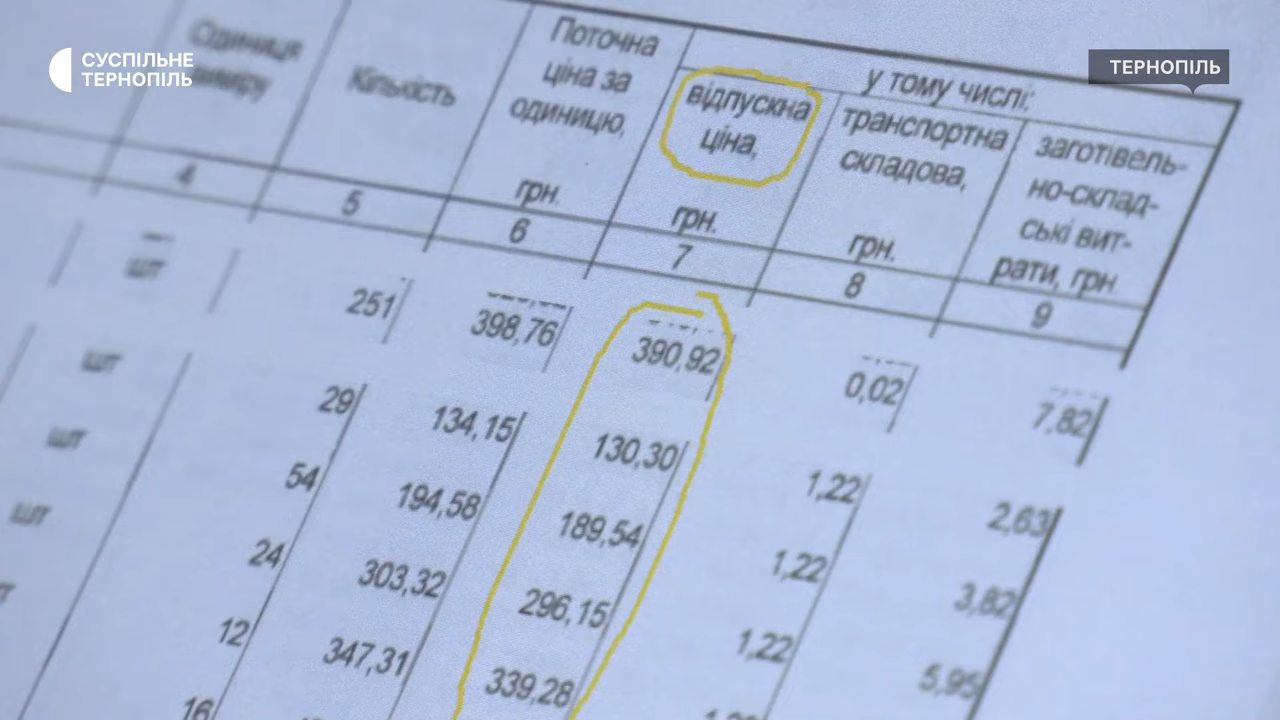 СУСПІЛЬНЕ
ТЕРНОПІЛЬ
ТЕРНОПІЛЬ
Одиниця
виміру
Кількість
Поточна
ціна за
одиницю,
грн.
у тому числі:
відпускна
ціна,
грн.
транспортна
складова,
грн.
заготівель-
но-склад-
ські вит-
рати, грн.
4 5 6 7 8 9
шт 251 398,76 390,92 0,02 7,82
шт 29 134,15 130,30 1,22 2,63
шт 54 194,58 189,54 1,22 3,82
шт 24 303,32 296,15 1,22 5,95
12 347,31 339,28
16